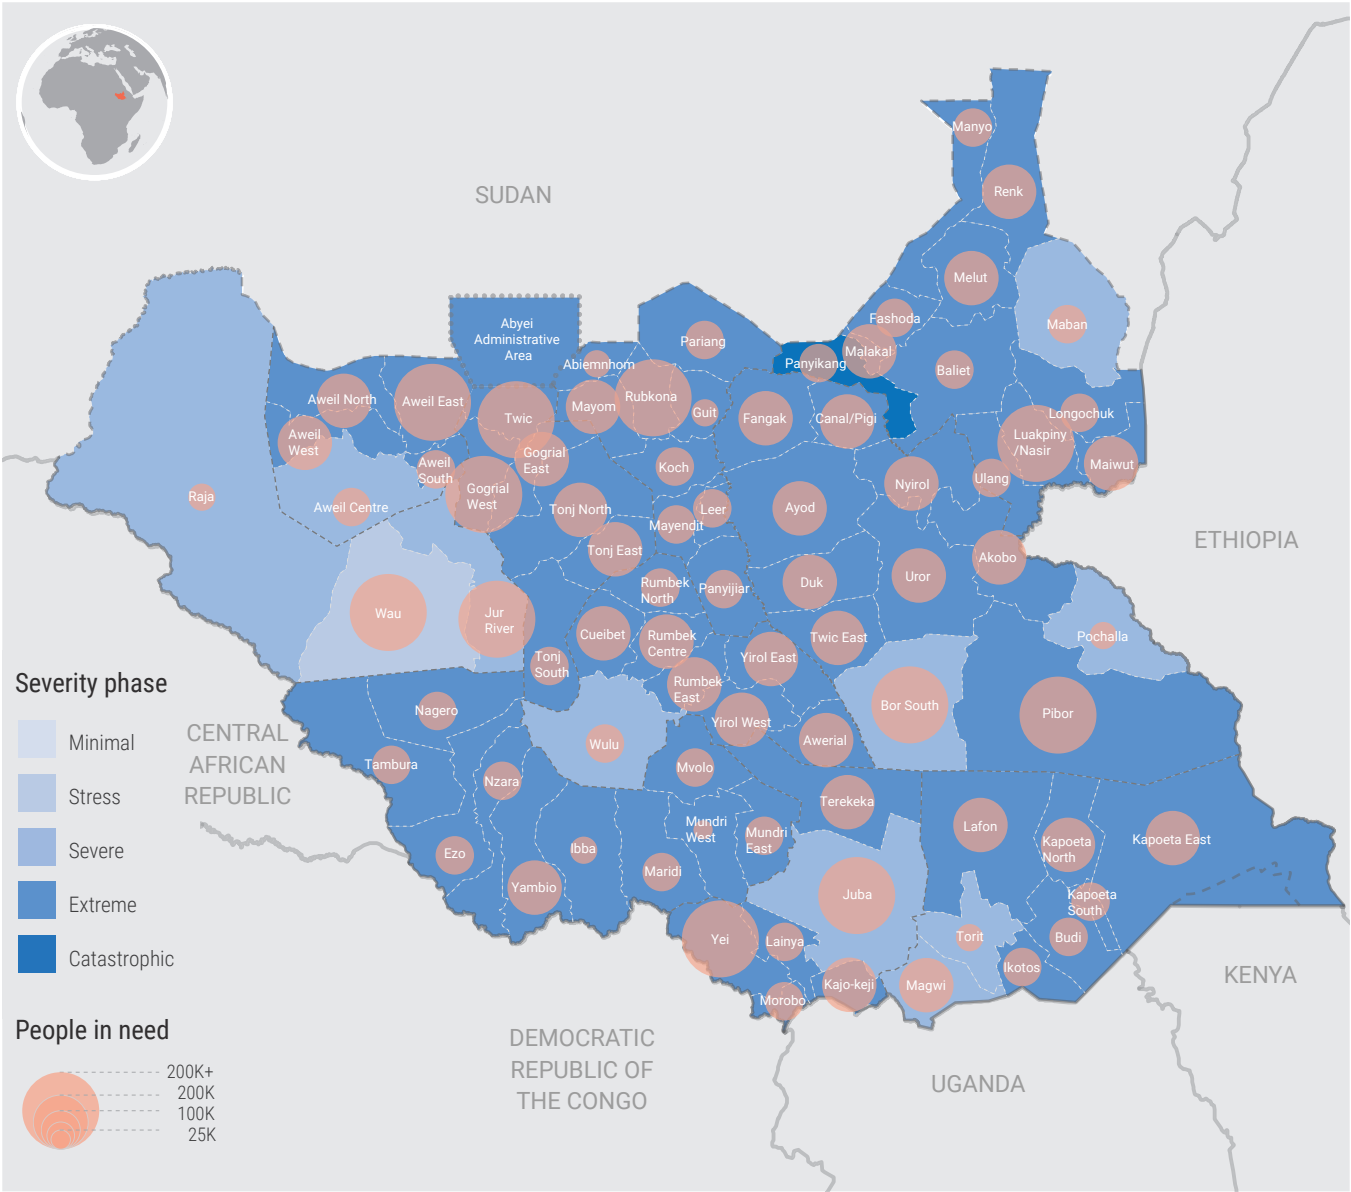 SUDAN
Manyo
Renk
Melut
Maban
Fashoda
Malakal
Panyikang
Baliet
Abyei
Administrative
Area
Pariang
Abiemnhom
Rubkona
Mayom
Guit
Fangak
Canal/Pigi
Longochuk
Luakpiny
/Nasir
Maiwut
Aweil North
Aweil East
Twic
Aweil
West
Aweil
South
Gogrial
East
Gogrial
West
Koch
Nyirol
Ulang
Raja
Aweil Centre
Tonj North
Mayendit
Leer
Ayod
ETHIOPIA
Tonj East
Akobo
Rumbek
North
Panyijiar
Duk
Uror
Wau
Jur
River
Cueibet
Rumbek
Centre
Twic East
Pochalla
Tonj
South
Yirol East
Rumbek
East
Bor South
Pibor
Nagero
Yirol West
Awerial
Wulu
Tambura
Nzara
Mvolo
Terekeka
Mundri
West
Mundri
East
Lafon
Kapoeta
North
Kapoeta East
Ezo
Ibba
Maridi
Yambio
Juba
Kapoeta
South
Yei
Lainya
Torit
Budi
Ikotos
Morobo
Kajo-keji
Magwi
CENTRAL
AFRICAN
REPUBLIC
KENYA
DEMOCRATIC
REPUBLIC OF
THE CONGO
UGANDA
Severity phase
Minimal
Stress
Severe
Extreme
Catastrophic
People in need
200K+
200K
100K
25K